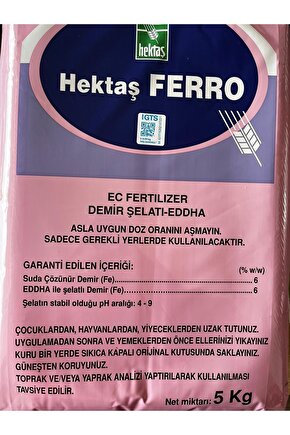 hektaş
Hektaş FERRO
IGTS
EC FERTILIZER
DEMİR ŞELATI-EDDHA
ASLA UYGUN DOZ ORANINI AŞMAYIN.
SADECE GEREKLİ YERLERDE KULLANILACAKTIR.
GARANTİ EDİLEN İÇERİĞİ: (% w/w)
Suda Çözünür Demir (Fe)...................................................6
EDDHA ile şelatlı Demir (Fe)..............................................6
Şelatın stabil olduğu pH aralığı: 4 - 9
ÇOCUKLARDAN, HAYVANLARDAN, YİYECEKLERDEN UZAK TUTUNUZ.
UYGULAMADAN SONRA VE YEMEKLERDEN ÖNCE ELLERİNİZİ YIKAYINIZ
KURU BİR YERDE SIKICA KAPALI ORİJİNAL KUTUSUNDA SAKLAYINIZ.
GÜNEŞTEN KORUYUNUZ.
TOPRAK VE/VEYA YAPRAK ANALİZİ YAPTIRILARAK KULLANILMASI
TAVSİYE EDİLİR.
Net miktarı: 5 Kg